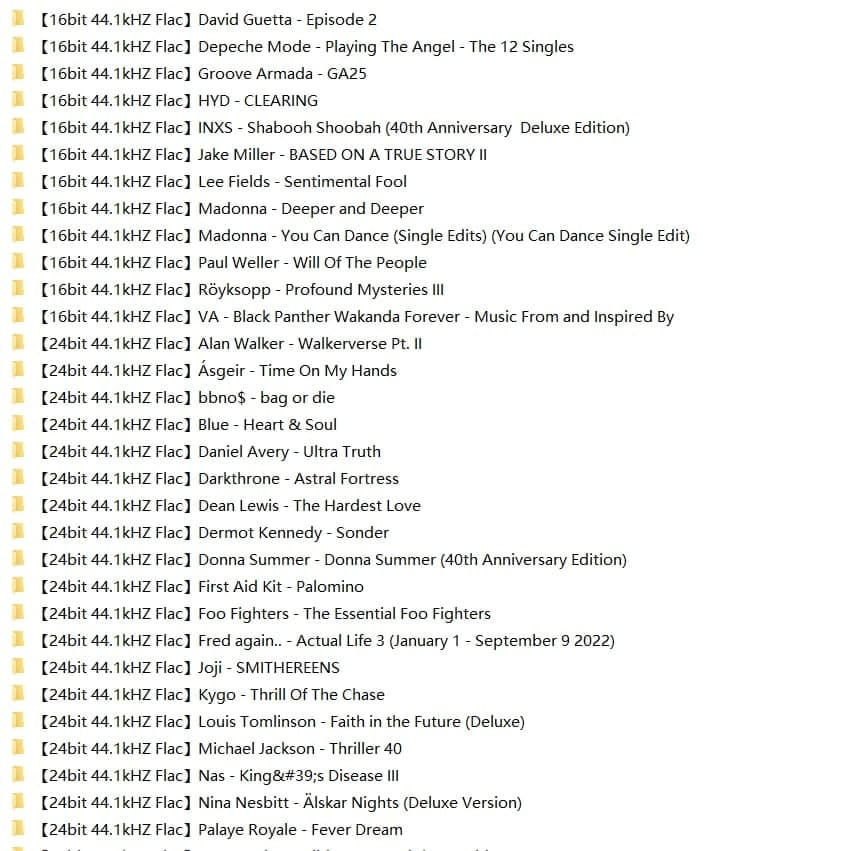 【16bit 44.1kHZ Flac】David Guetta - Episode 2
【16bit 44.1kHZ Flac】Depeche Mode - Playing The Angel - The 12 Singles
【16bit 44.1kHZ Flac】Groove Armada - GA25
【16bit 44.1kHZ Flac】HYD - CLEARING
【16bit 44.1kHZ Flac】INXS - Shabooh Shoobah (40th Anniversary  Deluxe Edition)
【16bit 44.1kHZ Flac】Jake Miller - BASED ON A TRUE STORY II
【16bit 44.1kHZ Flac】Lee Fields - Sentimental Fool
【16bit 44.1kHZ Flac】Madonna - Deeper and Deeper
【16bit 44.1kHZ Flac】Madonna - You Can Dance (Single Edits) (You Can Dance Single Edit)
【16bit 44.1kHZ Flac】Paul Weller - Will Of The People
【16bit 44.1kHZ Flac】Röyksopp - Profound Mysteries III
【16bit 44.1kHZ Flac】VA - Black Panther Wakanda Forever - Music From and Inspired By
【24bit 44.1kHZ Flac】Alan Walker - Walkerverse Pt. II
【24bit 44.1kHZ Flac】Ásgeir - Time On My Hands
【24bit 44.1kHZ Flac】bbno$ - bag or die
【24bit 44.1kHZ Flac】Blue - Heart & Soul
【24bit 44.1kHZ Flac】Daniel Avery - Ultra Truth
【24bit 44.1kHZ Flac】Darkthrone - Astral Fortress
【24bit 44.1kHZ Flac】Dean Lewis - The Hardest Love
【24bit 44.1kHZ Flac】Dermot Kennedy - Sonder
【24bit 44.1kHZ Flac】Donna Summer - Donna Summer (40th Anniversary Edition)
【24bit 44.1kHZ Flac】First Aid Kit - Palomino
【24bit 44.1kHZ Flac】Foo Fighters - The Essential Foo Fighters
【24bit 44.1kHZ Flac】Fred again.. - Actual Life 3 (January 1 - September 9 2022)
【24bit 44.1kHZ Flac】Joji - SMITHEREENS
【24bit 44.1kHZ Flac】Kygo - Thrill Of The Chase
【24bit 44.1kHZ Flac】Louis Tomlinson - Faith in the Future (Deluxe)
【24bit 44.1kHZ Flac】Michael Jackson - Thriller 40
【24bit 44.1kHZ Flac】Nas - King&#39;s Disease III
【24bit 44.1kHZ Flac】Nina Nesbitt - Älskar Nights (Deluxe Version)
【24bit 44.1kHZ Flac】Palaye Royale - Fever Dream